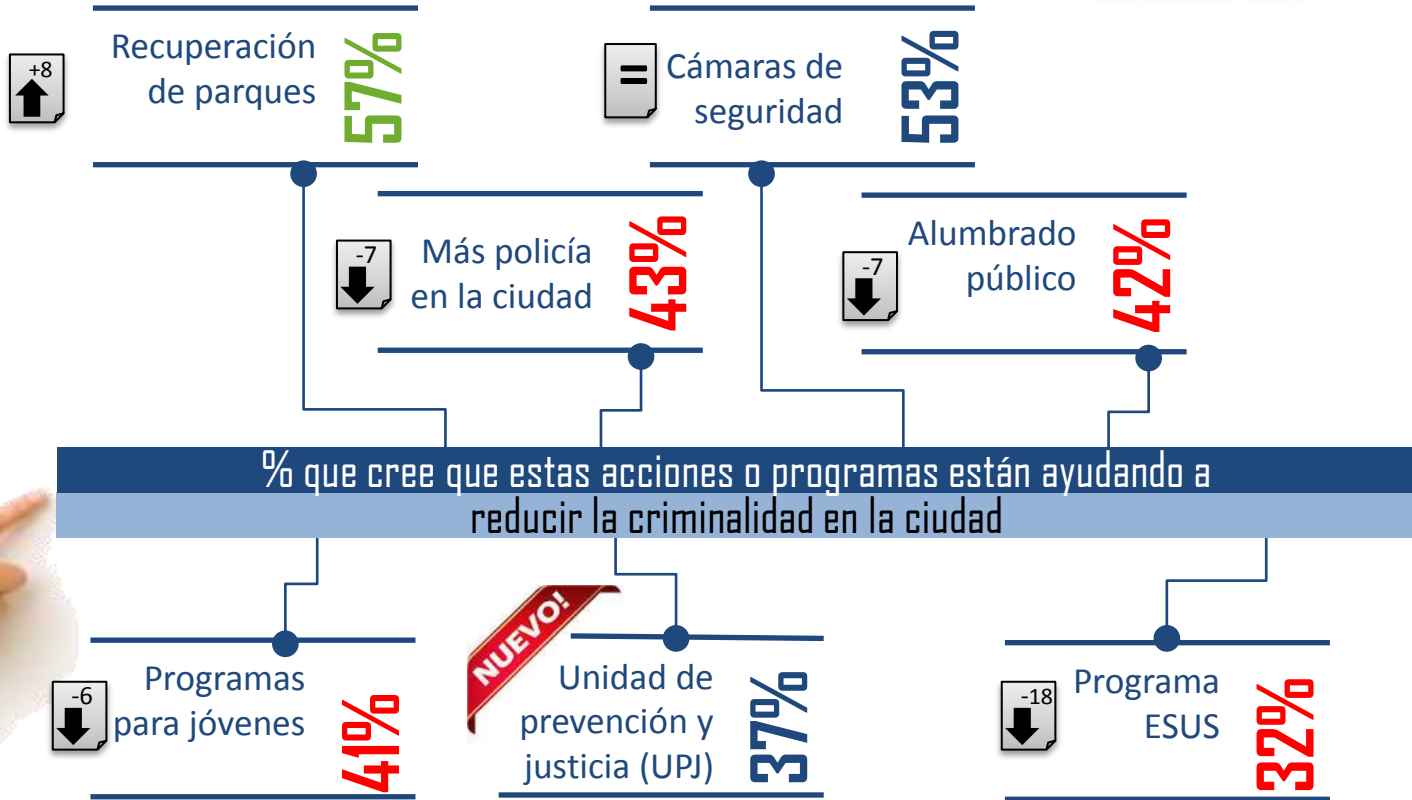 +8
Recuperación
de parques
57%
=
Cámaras de
seguridad
53%
-7
Más policía
en la ciudad
43%
-7
Alumbrado
público
42%
% que cree que estas acciones o programas están ayudando a
reducir la criminalidad en la ciudad
-6
Programas
para jóvenes
41%
NUEVO!
Unidad de
prevención y
justicia (UPJ)
37%
-18
Programa
ESUS
32%